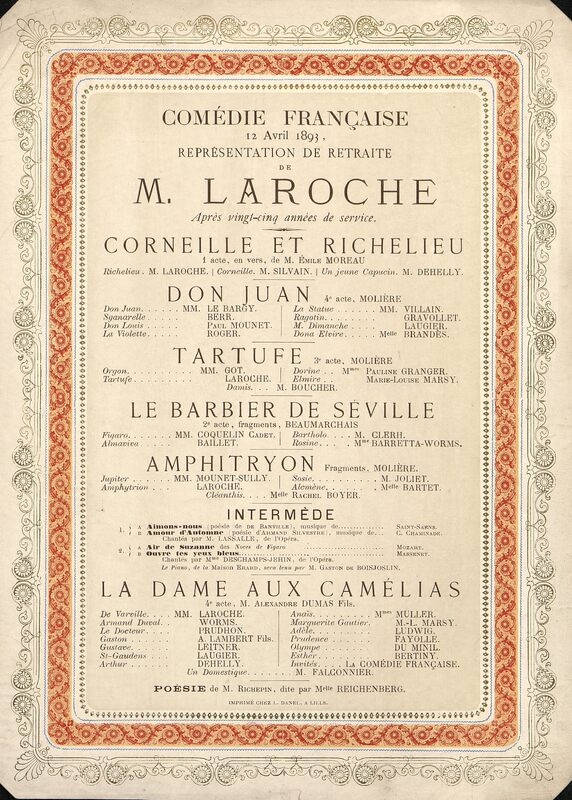 COMÉDIE FRANÇAISE
12 Avril 1893,
REPRÉSENTATION DE RETRAITE
DE
M. LAROCHE
Après vingt-cinq années de service.
CORNEILLE ET RICHELIEU
1 acte, en vers, de M. ÉMILE MOREAU
Richelieu. M. LAROCHE. | Corneille. M. SILVAIN. | Un jeune Capucin. M. DEHELLY.
DON JUAN 4e acte, MOLIÈRE
Don Juan. . . . . . MM. LE BARGY.
Sganarelle . . . . . . BERR.
Don Louis . . . . . . PAUL MOUNET.
La Violette. . . . . . ROGER.
La Statue . . . . . . MM. VILLAIN.
Ragotin. . . . . . . . GRAVOLLET.
M. Dimanche . . . . . LAUGIER.
Dona Elvire. . . . . Melle BRANDÈS.
TARTUFE 3e acte, MOLIÈRE
Orgon. . . . . . . . . MM. GOT.
Tartufe . . . . . . . . LAROCHE.
Dorine . . Mmes PAULINE GRANGER.
Elmire . . . . MARIE-LOUISE MARSY.
Damis. . . M. BOUCHER.
LE BARBIER DE SÉVILLE
2e acte, fragments, BEAUMARCHAIS
Figaro. . . . . . MM. COQUELIN CADET.
Almaviva . . . . . . BAILLET.
Bartholo. . . . M. CLERH.
Rosine. . . . . Mme BARRETTA-WORMS.
AMPHITRYON Fragments, MOLIÈRE.
Jupiter . . . . . . MM. MOUNET-SULLY.
Amphytrion . . . . . LAROCHE.
Sosie. . . . . . . . . . M. JOLIET.
Alcmène. . . . . . . Melle BARTET.
Cléanthis. . . . Melle RACHEL BOYER.
INTERMÈDE
1. A Aimons-nous (poésie de DE BANVILLE), musique de. . . . . . . . . . SAINT-SAËNS.
B Amour d'Automne (poésie d'ARMAND SILVESTRE), musique de. . . . . C. CHAMINADE.
Chantés par M. LASSALLE, de l'Opéra.
2. A Air de Suzanne des Noces de Figaro . . . . . . . . . . MOZART.
B Ouvre tes yeux bleus. . . . . . . . . . MASSENET.
Chantés par Mme DESCHAMPS-JEHIN, de l'Opéra.
Le Piano, de la Maison ERARD, sera tenu par M. GASTON DE BOISJOSLIN.
LA DAME AUX CAMÉLIAS
4e acte, M. ALEXANDRE DUMAS Fils.
De Varville. . . . MM. LAROCHE.
Armand Duval. . . . WORMS.
Le Docteur. . . . . PRUDHON.
Gaston . . . . . . . A. LAMBERT Fils.
Gustave. . . . . . . LEITNER.
St-Gaudens . . . . LAUGIER.
Arthur . . . . . . . DEHELLY.
Anaïs. . . . . . . . . Mmes MÜLLER.
Marguerite Gautier. . M.-L. MARSY.
Adèle. . . . . . . . . LUDWIG.
Prudence . . . . . . FAYOLLE.
Olympe . . . . . . . DU MINIL.
Esther . . . . . . . . BERTINY.
Invités. . . . LA COMÉDIE FRANÇAISE.
Un Domestique. . . . M. FALCONNIER.
POÉSIE de M. RICHEPIN, dite par Melle REICHENBERG.
IMPRIMÉ CHEZ L. DANEL, A LILLE.